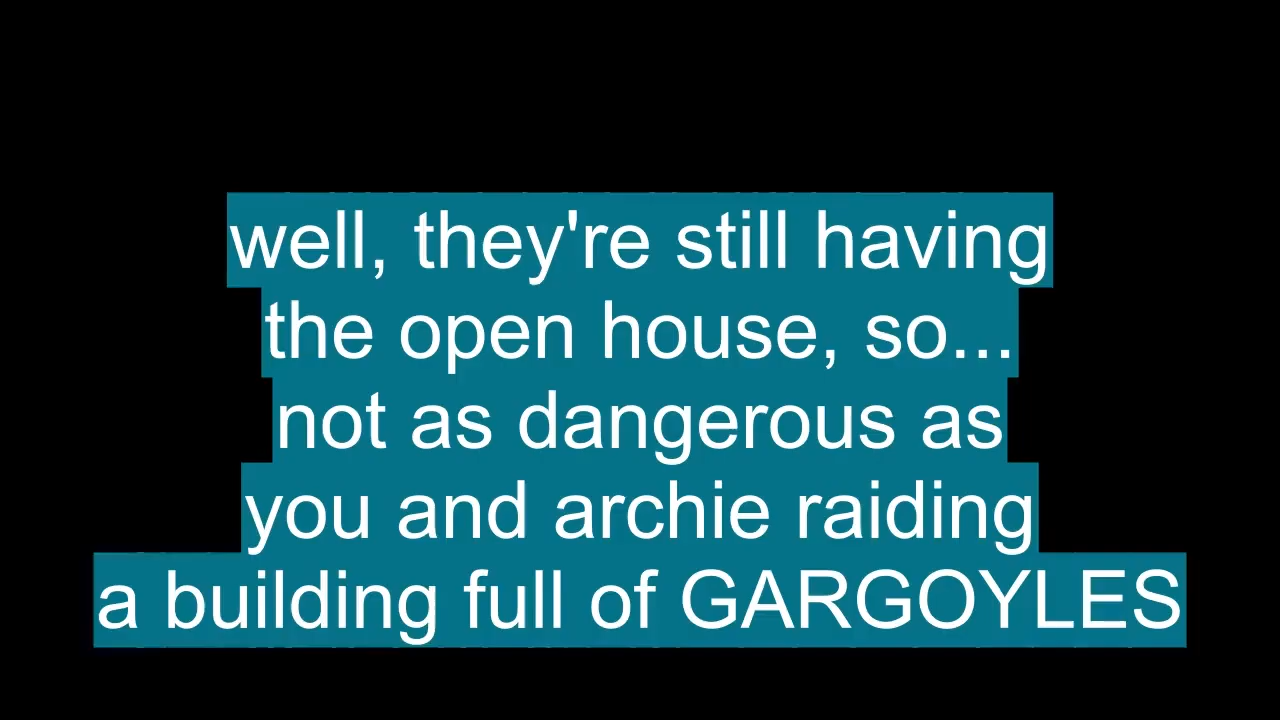 well, they're still having
the open house, so...
not as dangerous as
you and archie raiding
a building full of GARGOYLES